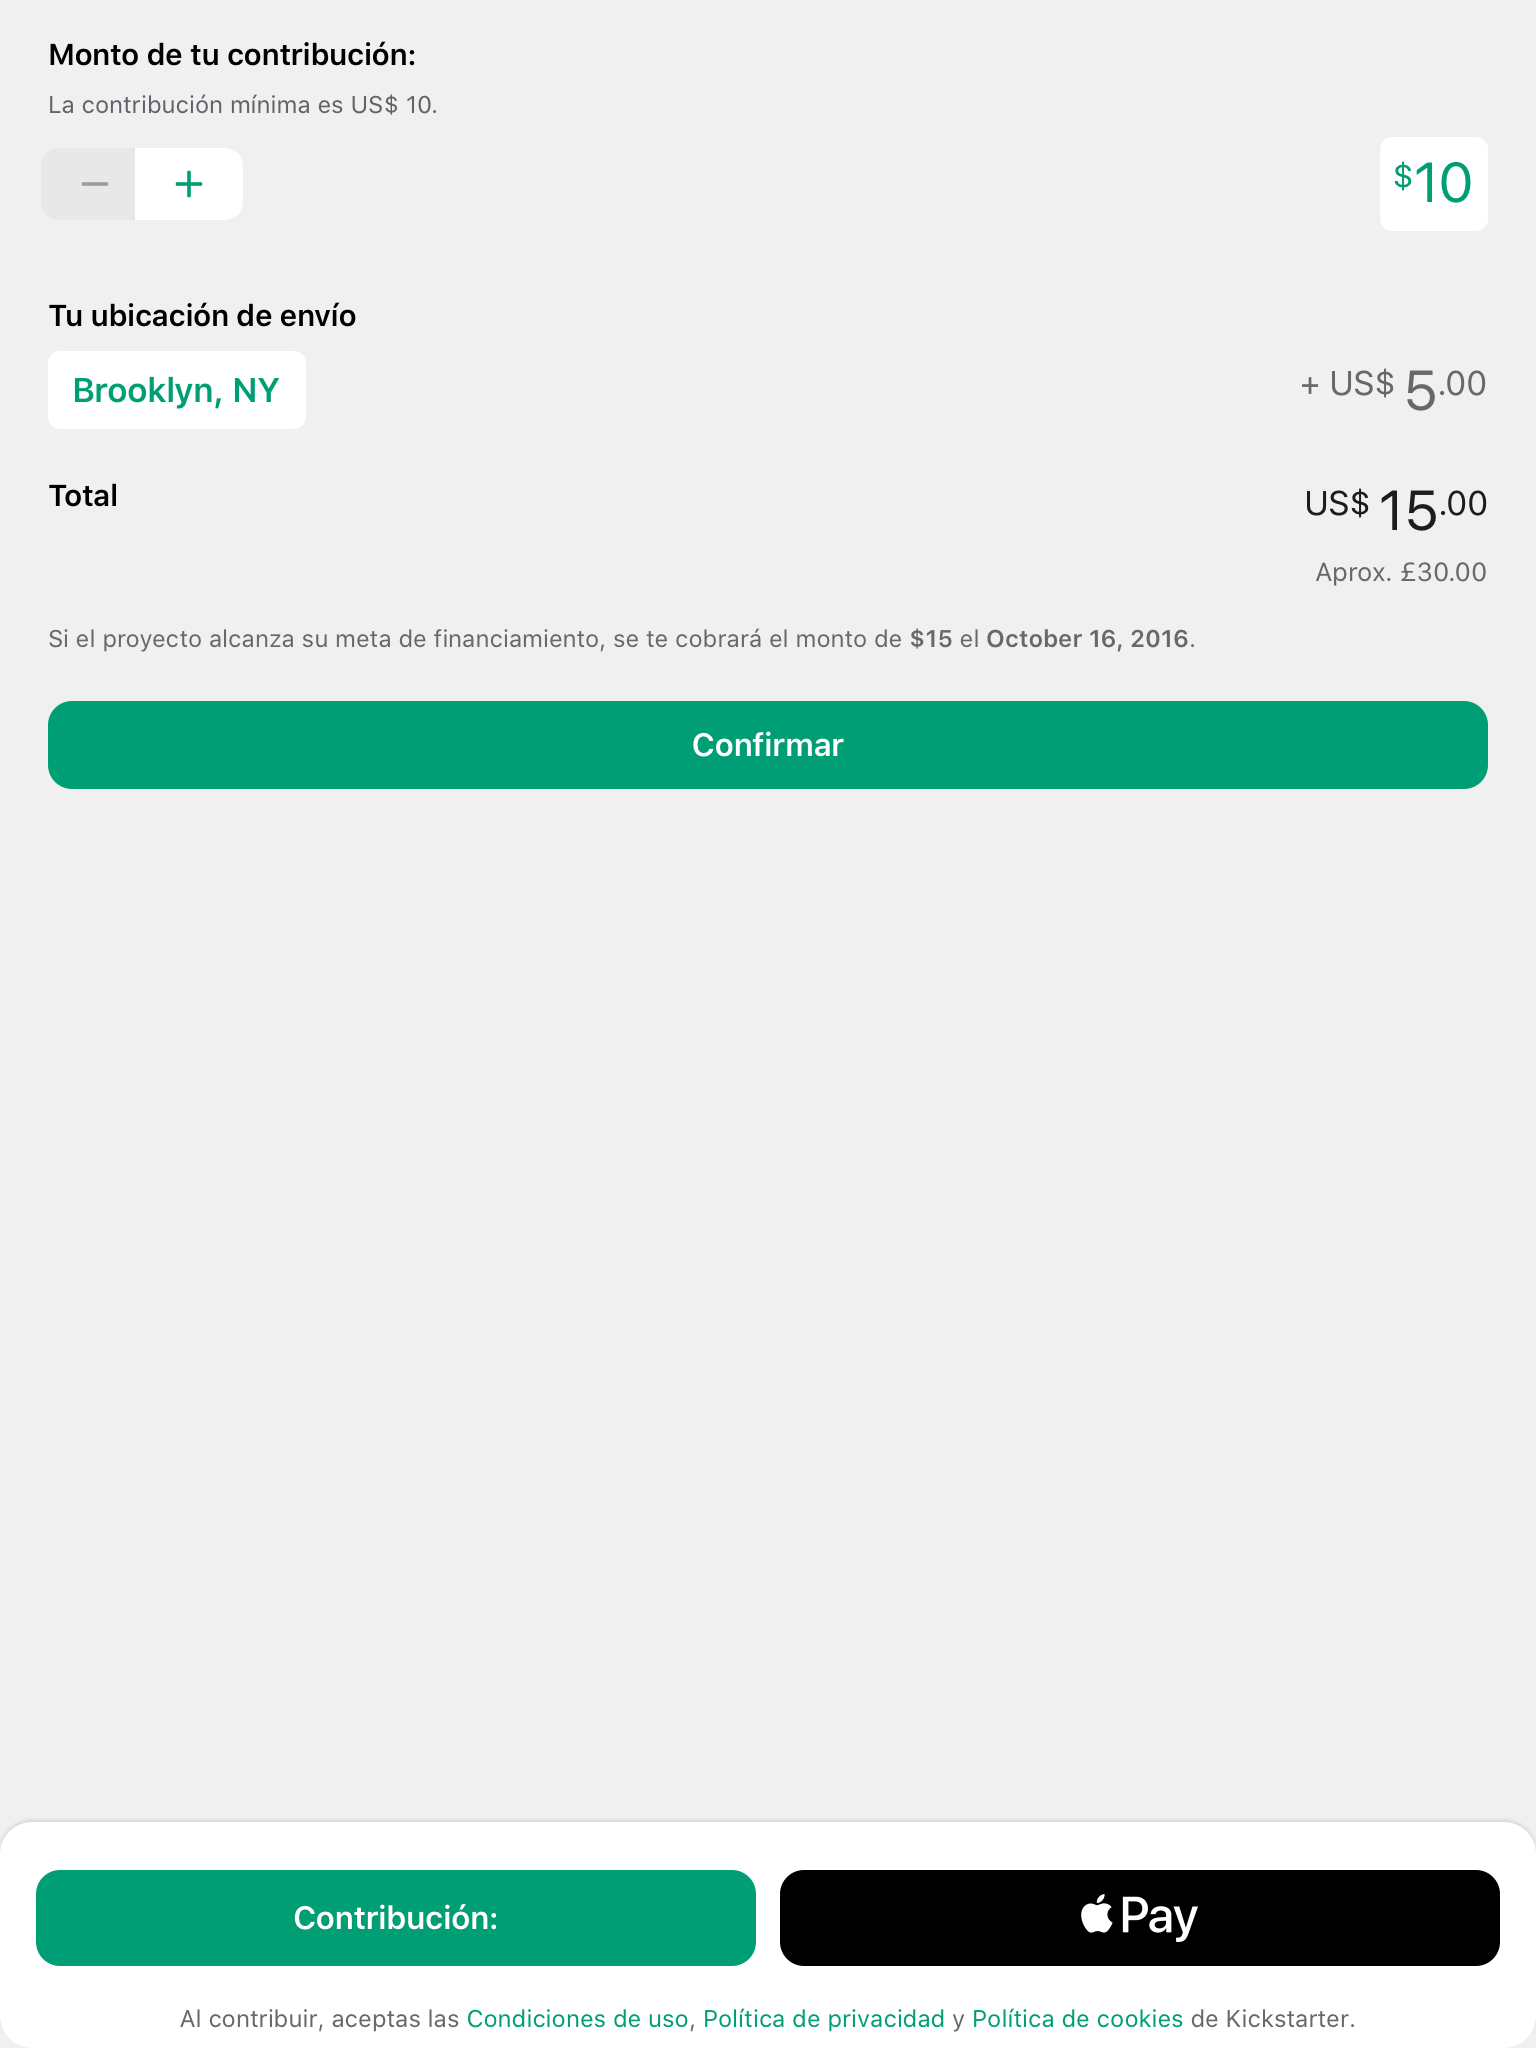 Monto de tu contribución:
La contribución mínima es US$ 10.
− +
$10
Tu ubicación de envío
Brooklyn, NY
+ US$ 5.00
Total
US$ 15.00
Aprox. £30.00
Si el proyecto alcanza su meta de financiamiento, se te cobrará el monto de $15 el October 16, 2016.
Confirmar
Contribución:
Pay
Al contribuir, aceptas las Condiciones de uso, Política de privacidad y Política de cookies de Kickstarter.